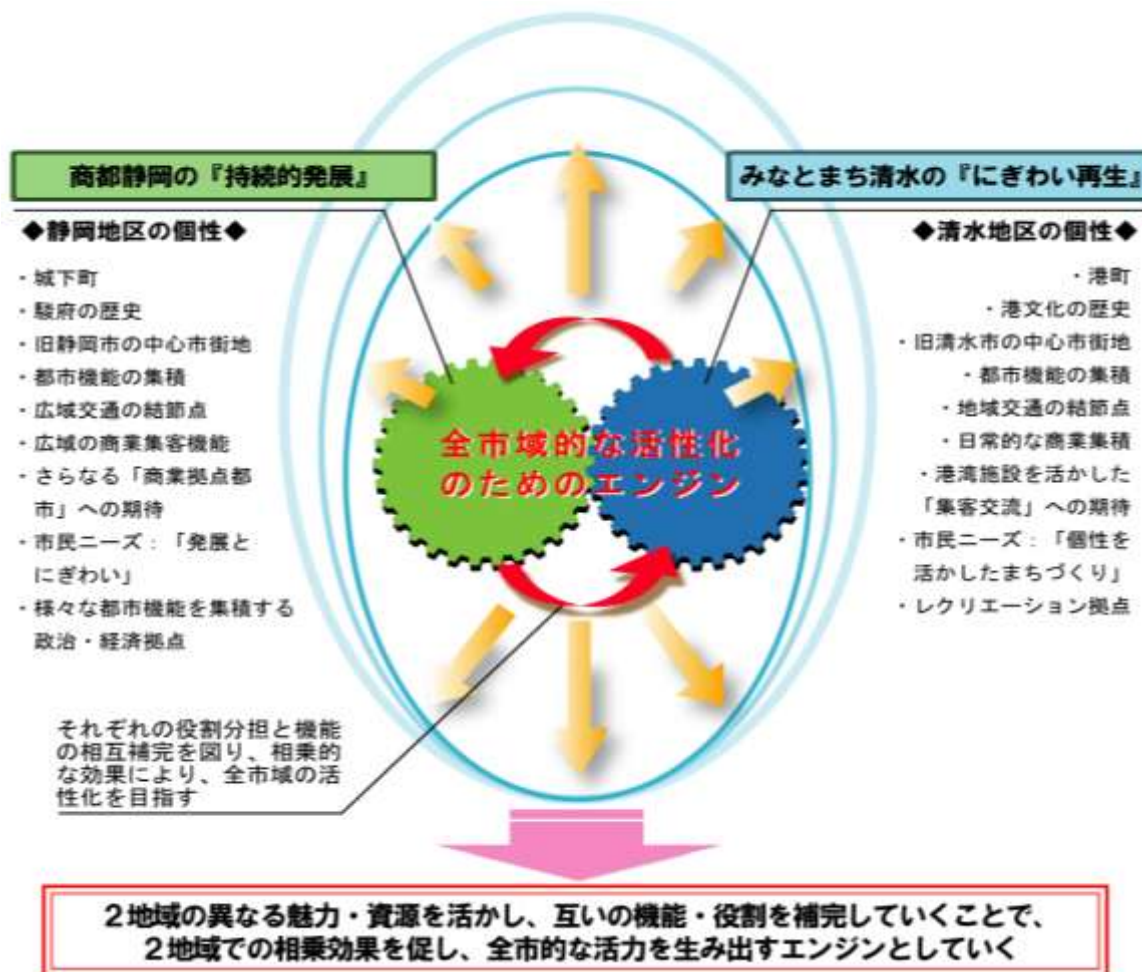 商都静岡の『持続的発展』
◆静岡地区の個性◆
・城下町
・駿府の歴史
・旧静岡市の中心市街地
・都市機能の集積
・広域交通の結節点
・広域の商業集客機能
・さらなる「商業拠点都
市」への期待
・市民ニーズ：「発展と
にぎわい」
・様々な都市機能を集積する
政治・経済拠点
みなとまち清水の『にぎわい再生』
◆清水地区の個性◆
・港町
・港文化の歴史
・旧清水市の中心市街地
・都市機能の集積
・地域交通の結節点
・日常的な商業集積
・港湾施設を活かした
「集客交流」への期待
・市民ニーズ：「個性を
活かしたまちづくり」
・レクリエーション拠点
全市域的な活性化
のためのエンジン
それぞれの役割分担と機能
の相互補完を図り、相乗的
な効果により、全市域の活
性化を目指す
２地域の異なる魅力・資源を活かし、互いの機能・役割を補完していくことで、
２地域での相乗効果を促し、全市的な活力を生み出すエンジンとしていく